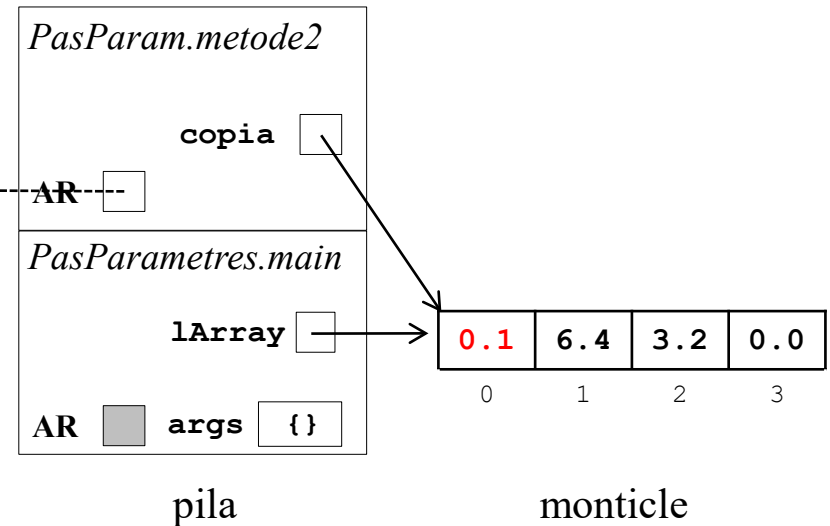 PasParam.metode2
copia
AR
PasParametres.main
lArray
0.1 6.4 3.2 0.0
0 1 2 3
AR args {}
pila monticle